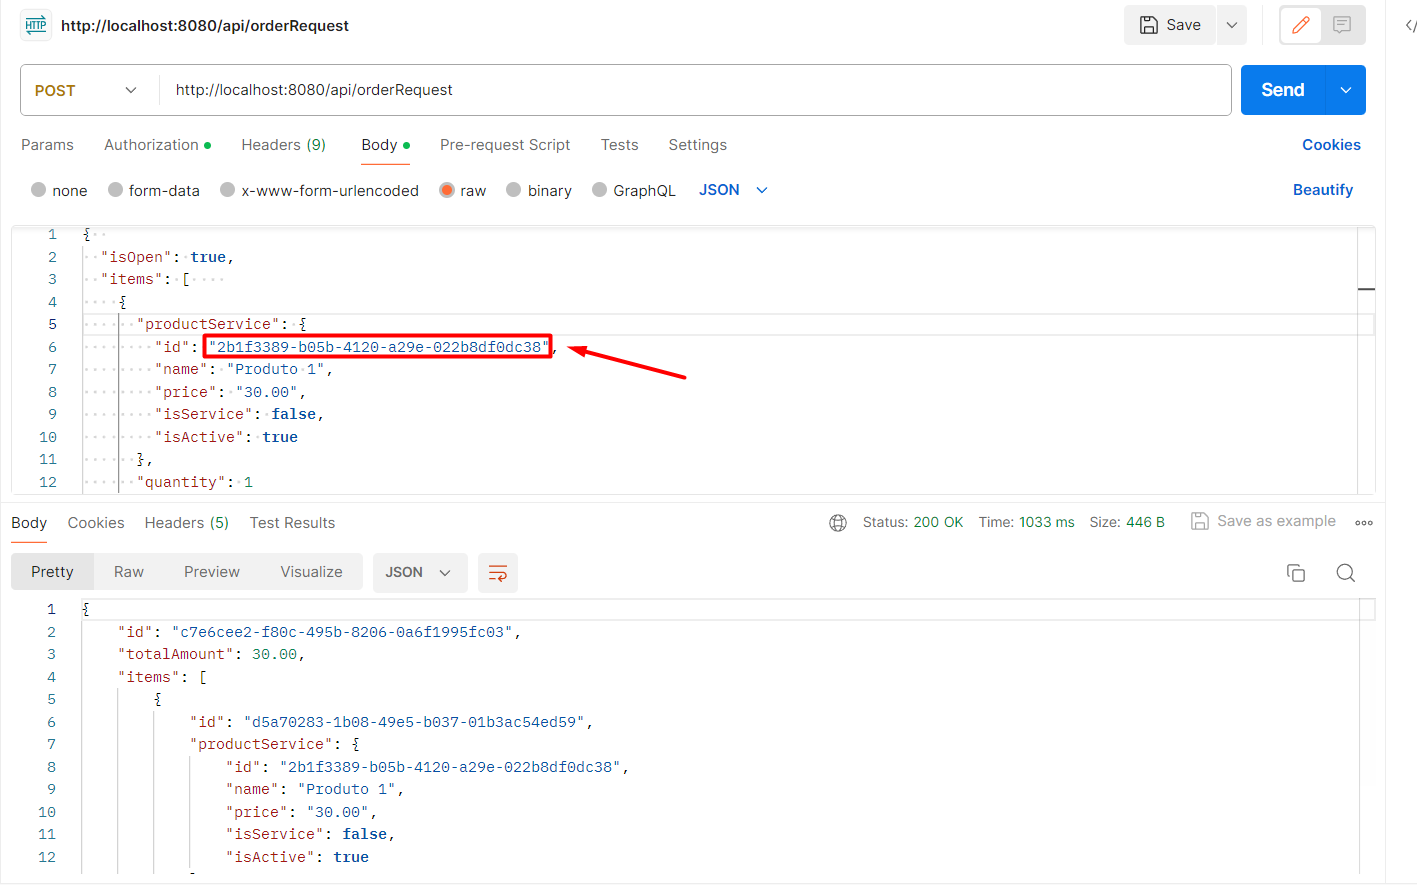 HTTP http://localhost:8080/api/orderRequest Save </
POST http://localhost:8080/api/orderRequest Send
Params Authorization Headers (9) Body Pre-request Script Tests Settings Cookies
none form-data x-www-form-urlencoded raw binary GraphQL JSON Beautify
1 {
2 "isOpen": true,
3 "items": [
4 {
5 "productService": {
6 "id": "2b1f3389-b05b-4120-a29e-022b8df0dc38",
7 "name": "Produto 1",
8 "price": "30.00",
9 "isService": false,
10 "isActive": true
11 },
12 "quantity": 1
Body Cookies Headers (5) Test Results Status: 200 OK Time: 1033 ms Size: 446 B Save as example
Pretty Raw Preview Visualize JSON
1 {
2 "id": "c7e6cee2-f80c-495b-8206-0a6f1995fc03",
3 "totalAmount": 30.00,
4 "items": [
5 {
6 "id": "d5a70283-1b08-49e5-b037-01b3ac54ed59",
7 "productService": {
8 "id": "2b1f3389-b05b-4120-a29e-022b8df0dc38",
9 "name": "Produto 1",
10 "price": "30.00",
11 "isService": false,
12 "isActive": true